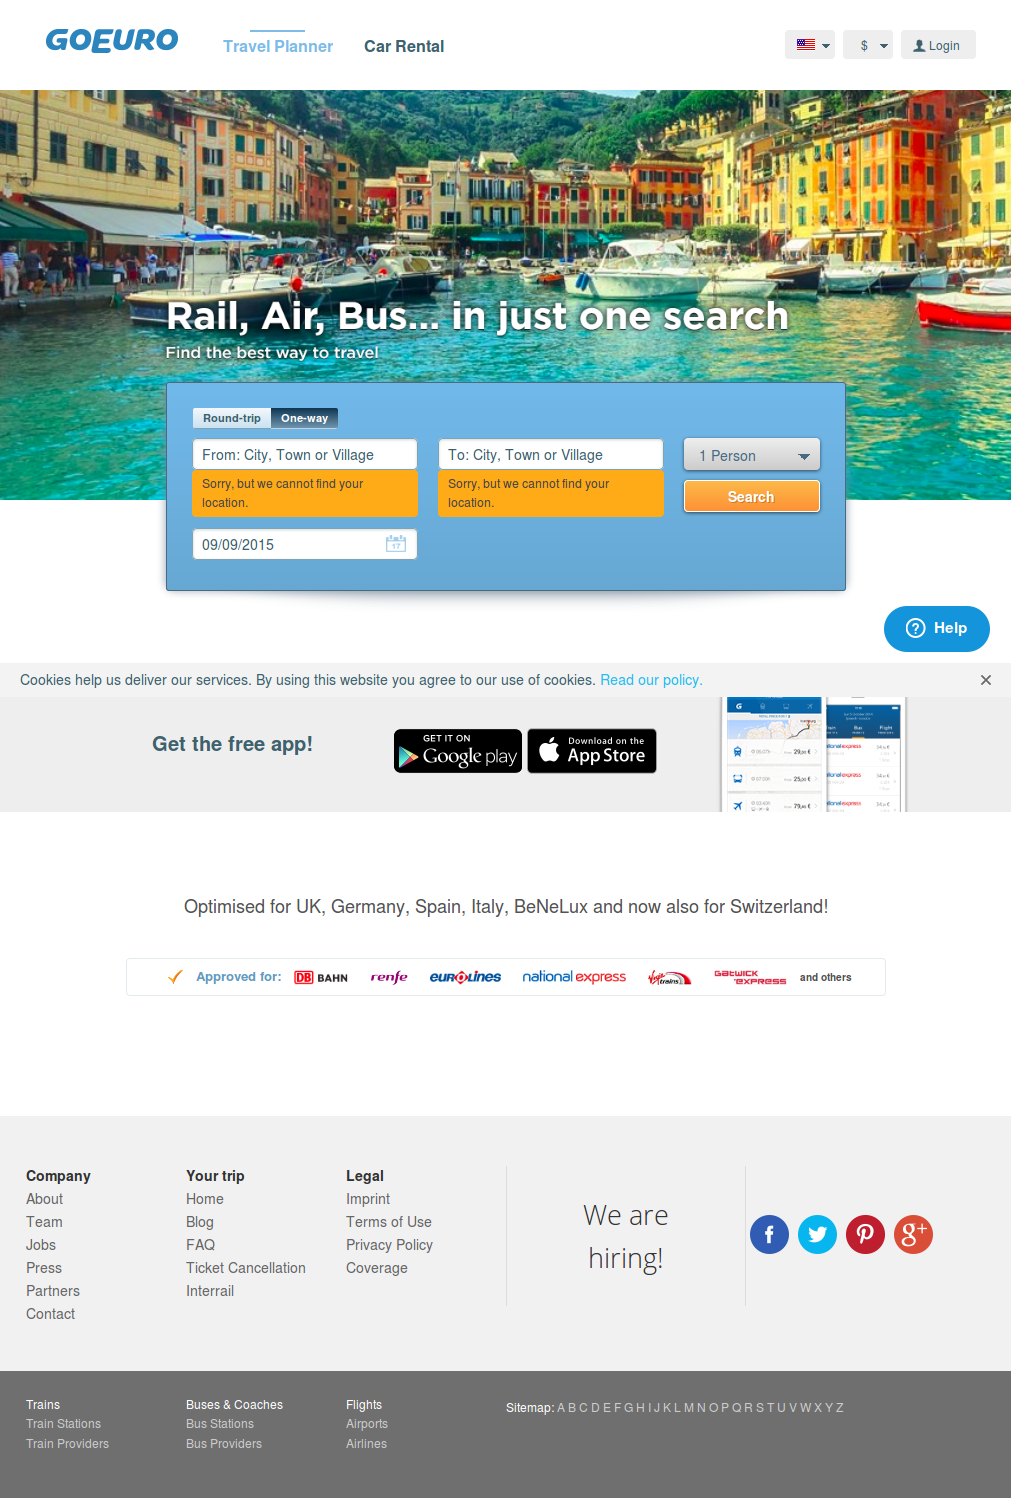 GOEURO
Travel Planner
Car Rental
$
Login
Rail, Air, Bus... in just one search
Find the best way to travel
Round-trip
One-way
From: City, Town or Village
To: City, Town or Village
1 Person
Sorry, but we cannot find your
location.
Sorry, but we cannot find your
location.
Search
09/09/2015
17
Help
Cookies help us deliver our services. By using this website you agree to our use of cookies. Read our policy.
Get the free app!
GET IT ON
Google play
Download on the
App Store
Optimised for UK, Germany, Spain, Italy, BeNeLux and now also for Switzerland!
Approved for:
DB BAHN
renfe
EUROLINES
national express
Virgin trains
GATWICK EXPRESS
and others
Company
About
Team
Jobs
Press
Partners
Contact
Your trip
Home
Blog
FAQ
Ticket Cancellation
Interrail
Legal
Imprint
Terms of Use
Privacy Policy
Coverage
We are
hiring!
Trains
Train Stations
Train Providers
Buses & Coaches
Bus Stations
Bus Providers
Flights
Airports
Airlines
Sitemap: A B C D E F G H I J K L M N O P Q R S T U V W X Y Z